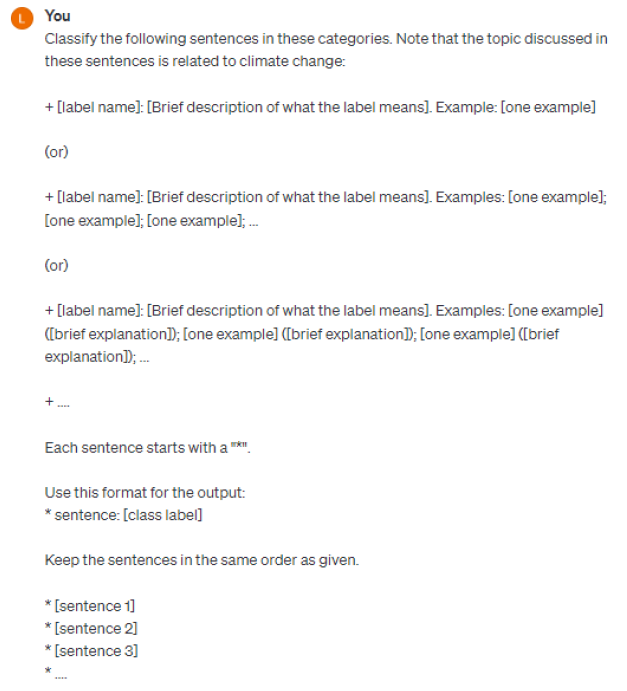 L You
Classify the following sentences in these categories. Note that the topic discussed in
these sentences is related to climate change:
+ [label name]: [Brief description of what the label means]. Example: [one example]
(or)
+ [label name]: [Brief description of what the label means]. Examples: [one example];
[one example]; [one example]; ...
(or)
+ [label name]: [Brief description of what the label means]. Examples: [one example]
([brief explanation]); [one example] ([brief explanation]); [one example] ([brief
explanation]); ...
+ ....
Each sentence starts with a "*".
Use this format for the output:
* sentence: [class label]
Keep the sentences in the same order as given.
* [sentence 1]
* [sentence 2]
* [sentence 3]
* ....